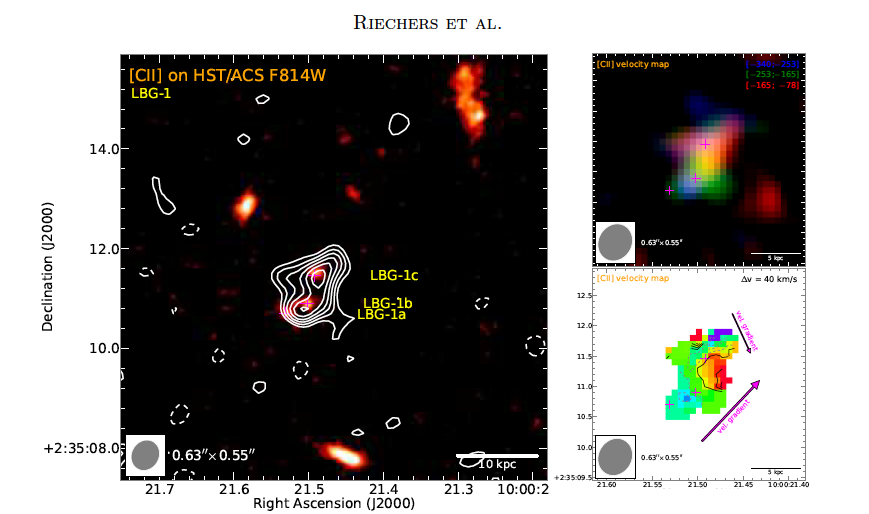 RIECHERS ET AL.
[CII] on HST/ACS F814W
LBG-1
14.0
12.0
10.0
+2:35:08.0
Declination (J2000)
LBG-1c
LBG-1b
LBG-1a
0.63″×0.55″
10 kpc
21.7 21.6 21.5 21.4 21.3 10:00:2
Right Ascension (J2000)
[CII] velocity map
[−340;−253]
[−253;−165]
[−165; −78]
0.63″×0.55″
5 kpc
[CII] velocity map
Δv = 40 km/s
12.5
12.0
11.5
11.0
10.5
10.0
+2:35:09.5
vel. gradient
vel. gradient
0.63″×0.55″
5 kpc
21.60 21.55 21.50 21.45 10:00:21.40